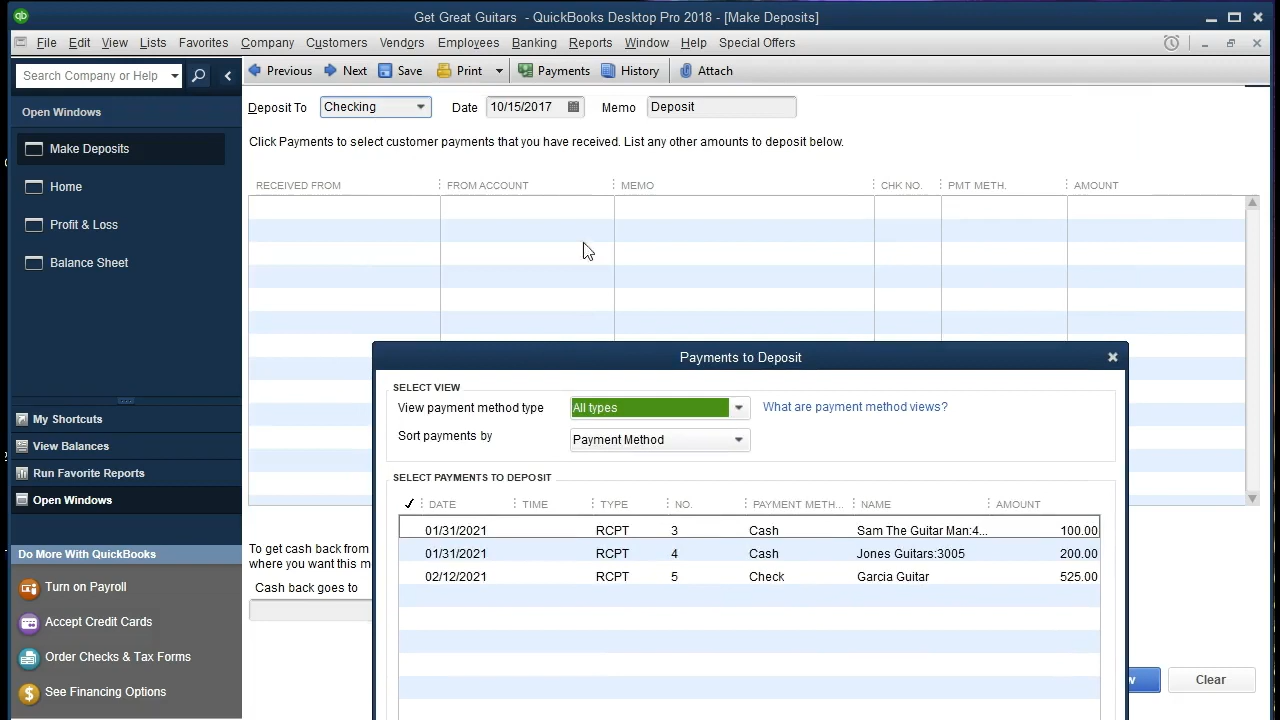 Get Great Guitars - QuickBooks Desktop Pro 2018 - [Make Deposits]
File Edit View Lists Favorites Company Customers Vendors Employees Banking Reports Window Help Special Offers
Search Company or Help
Previous Next Save Print Payments History Attach
Open Windows
Make Deposits
Home
Profit & Loss
Balance Sheet
My Shortcuts
View Balances
Run Favorite Reports
Open Windows
Do More With QuickBooks
Turn on Payroll
Accept Credit Cards
Order Checks & Tax Forms
See Financing Options
Deposit To Checking Date 10/15/2017 Memo Deposit
Click Payments to select customer payments that you have received. List any other amounts to deposit below.
RECEIVED FROM FROM ACCOUNT MEMO CHK NO. PMT METH. AMOUNT
To get cash back from
where you want this m
Cash back goes to
Payments to Deposit
SELECT VIEW
View payment method type All types What are payment method views?
Sort payments by Payment Method
SELECT PAYMENTS TO DEPOSIT
DATE TIME TYPE NO. PAYMENT METH... NAME AMOUNT
01/31/2021 RCPT 3 Cash Sam The Guitar Man:4... 100.00
01/31/2021 RCPT 4 Cash Jones Guitars:3005 200.00
02/12/2021 RCPT 5 Check Garcia Guitar 525.00
Clear